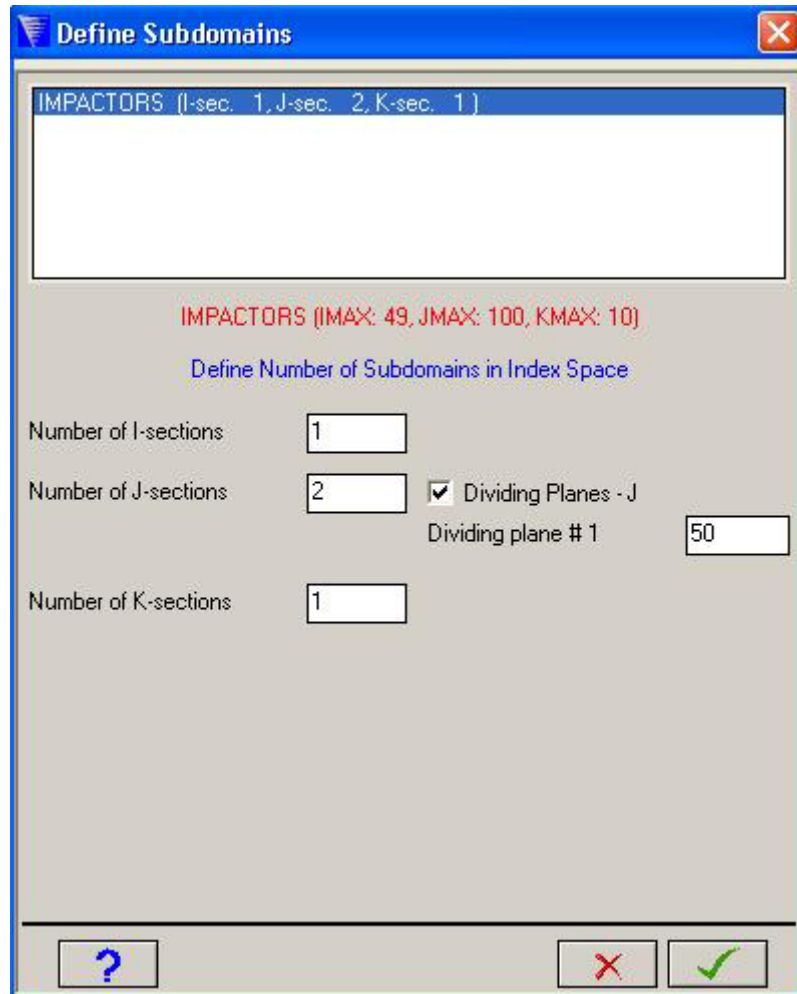 Define Subdomains
IMPACTORS (I-sec. 1, J-sec. 2, K-sec. 1 )
IMPACTORS (IMAX: 49, JMAX: 100, KMAX: 10)
Define Number of Subdomains in Index Space
Number of I-sections 1
Number of J-sections 2 Dividing Planes - J
Dividing plane # 1 50
Number of K-sections 1
?